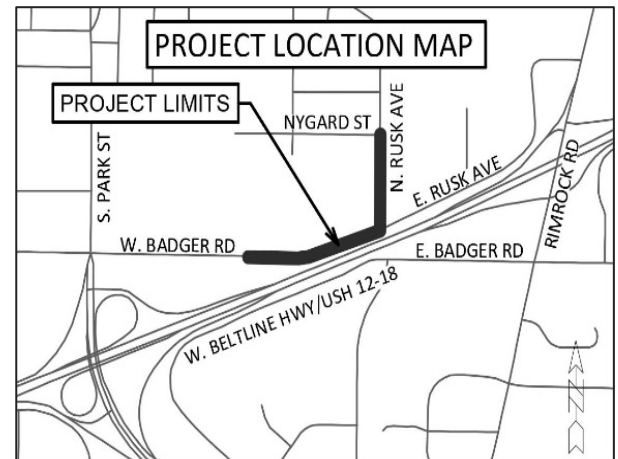 PROJECT LOCATION MAP
PROJECT LIMITS
NYGARD ST
N. RUSK AVE
S. PARK ST
E. RUSK AVE
RIMROCK RD
W. BADGER RD
E. BADGER RD
W. BELTLINE HWY/USH 12-18
N